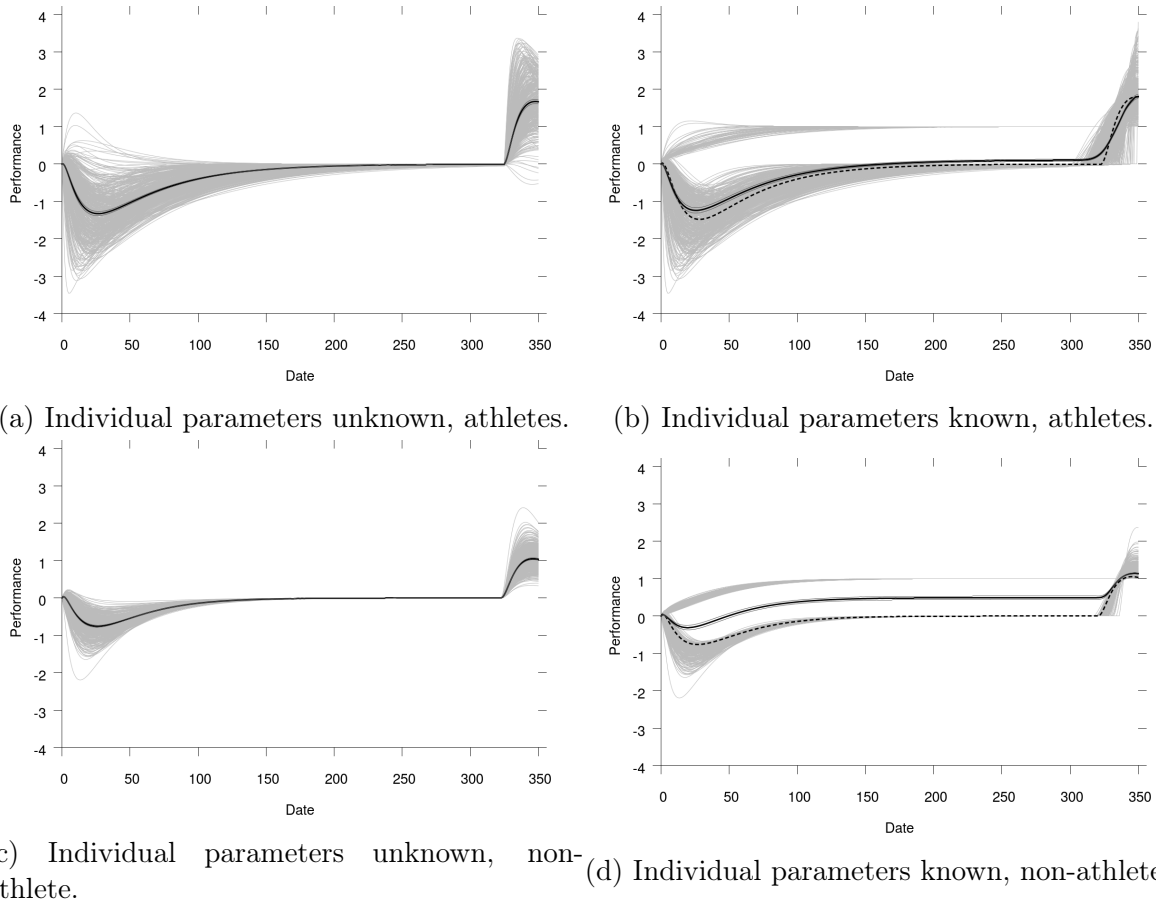 4
3
2
1
0
-1
-2
-3
-4
Performance
0 50 100 150 200 250 300 350
Date
(a) Individual parameters unknown, athletes.
4
3
2
1
0
-1
-2
-3
-4
Performance
0 50 100 150 200 250 300 350
Date
(b) Individual parameters known, athletes.
4
3
2
1
0
-1
-2
-3
-4
Performance
0 50 100 150 200 250 300 350
Date
c) Individual parameters unknown, non-
thlete.
4
3
2
1
0
-1
-2
-3
-4
Performance
0 50 100 150 200 250 300 350
Date
(d) Individual parameters known, non-athlete